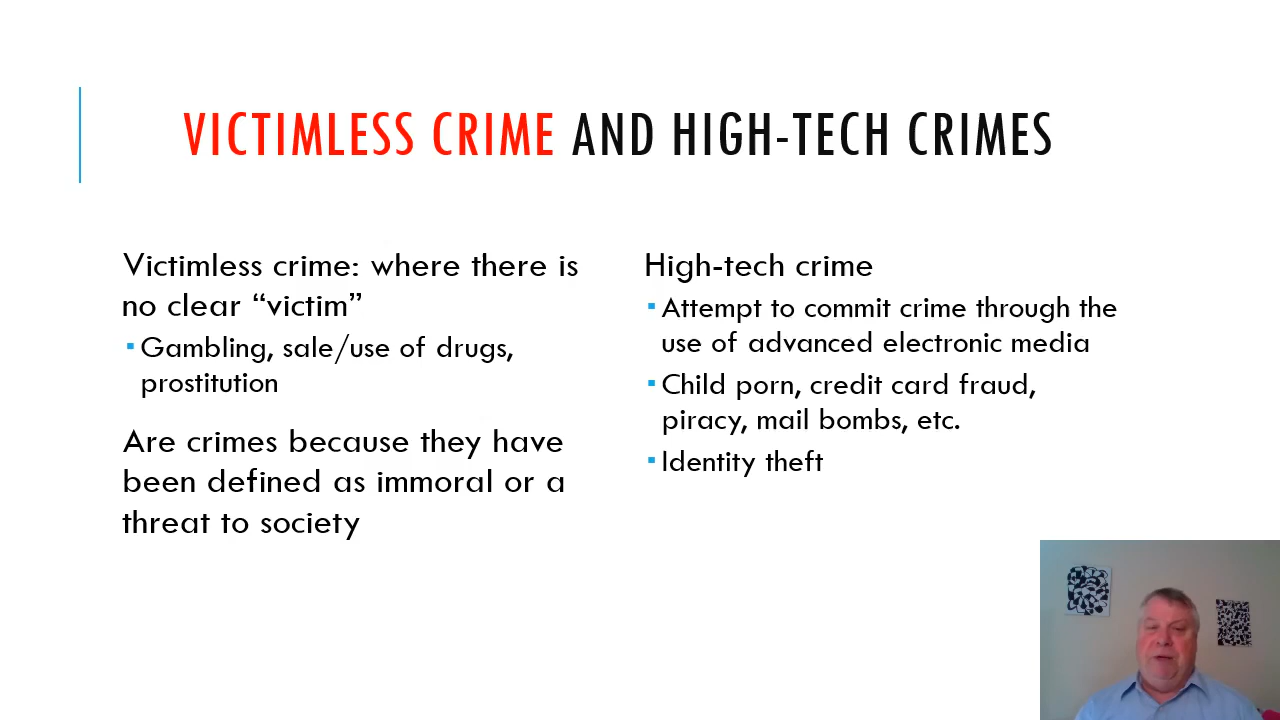 VICTIMLESS CRIME AND HIGH-TECH CRIMES
Victimless crime: where there is
no clear “victim”
Gambling, sale/use of drugs,
prostitution
Are crimes because they have
been defined as immoral or a
threat to society
High-tech crime
Attempt to commit crime through the
use of advanced electronic media
Child porn, credit card fraud,
piracy, mail bombs, etc.
Identity theft